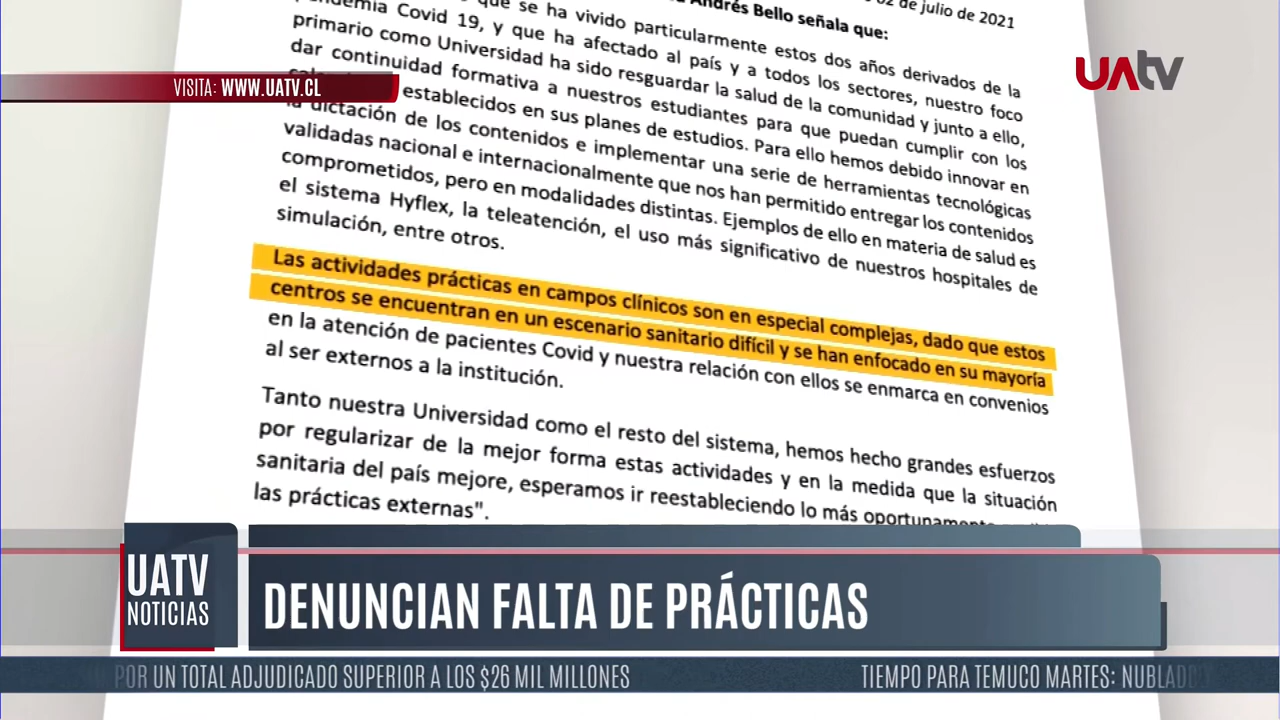 02 de julio de 2021
Andrés Bello señala que:
que se ha vivido particularmente estos dos años derivados de la
Covid 19, y que ha afectado al país y a todos los sectores, nuestro foco
primario como Universidad ha sido resguardar la salud de la comunidad y junto a ello,
dar continuidad formativa a nuestros estudiantes para que puedan cumplir con los
establecidos en sus planes de estudios. Para ello hemos debido innovar en
la dictación de los contenidos e implementar una serie de herramientas tecnológicas
validadas nacional e internacionalmente que nos han permitido entregar los contenidos
comprometidos, pero en modalidades distintas. Ejemplos de ello en materia de salud es
el sistema Hyflex, la teleatención, el uso más significativo de nuestros hospitales de
simulación, entre otros.
Las actividades prácticas en campos clínicos son en especial complejas, dado que estos
centros se encuentran en un escenario sanitario difícil y se han enfocado en su mayoría
en la atención de pacientes Covid y nuestra relación con ellos se enmarca en convenios
al ser externos a la institución.
Tanto nuestra Universidad como el resto del sistema, hemos hecho grandes esfuerzos
por regularizar de la mejor forma estas actividades y en la medida que la situación
sanitaria del país mejore, esperamos ir reestableciendo lo más oportunamente
las prácticas externas".
VISITA: WWW.UATV.CL
UAtv
UATV
NOTICIAS
DENUNCIAN FALTA DE PRÁCTICAS
POR UN TOTAL ADJUDICADO SUPERIOR A LOS $26 MIL MILLONES
TIEMPO PARA TEMUCO MARTES: NUBLADO